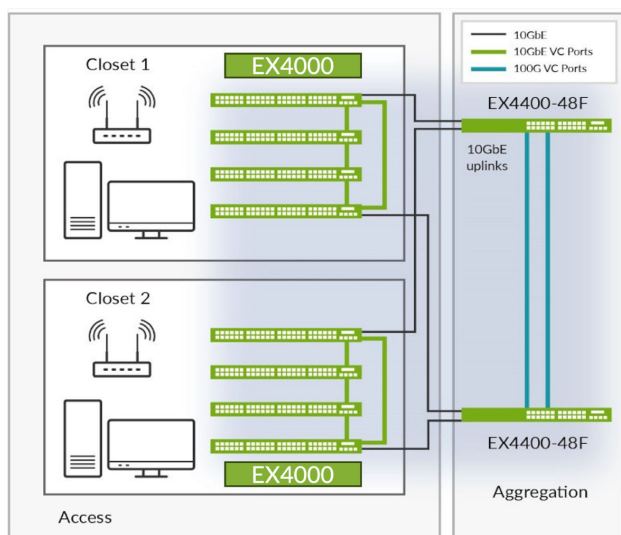 10GbE
10GbE VC Ports
100G VC Ports
Closet 1
EX4000
EX4400-48F
10GbE
uplinks
Closet 2
EX4000
EX4400-48F
Access
Aggregation